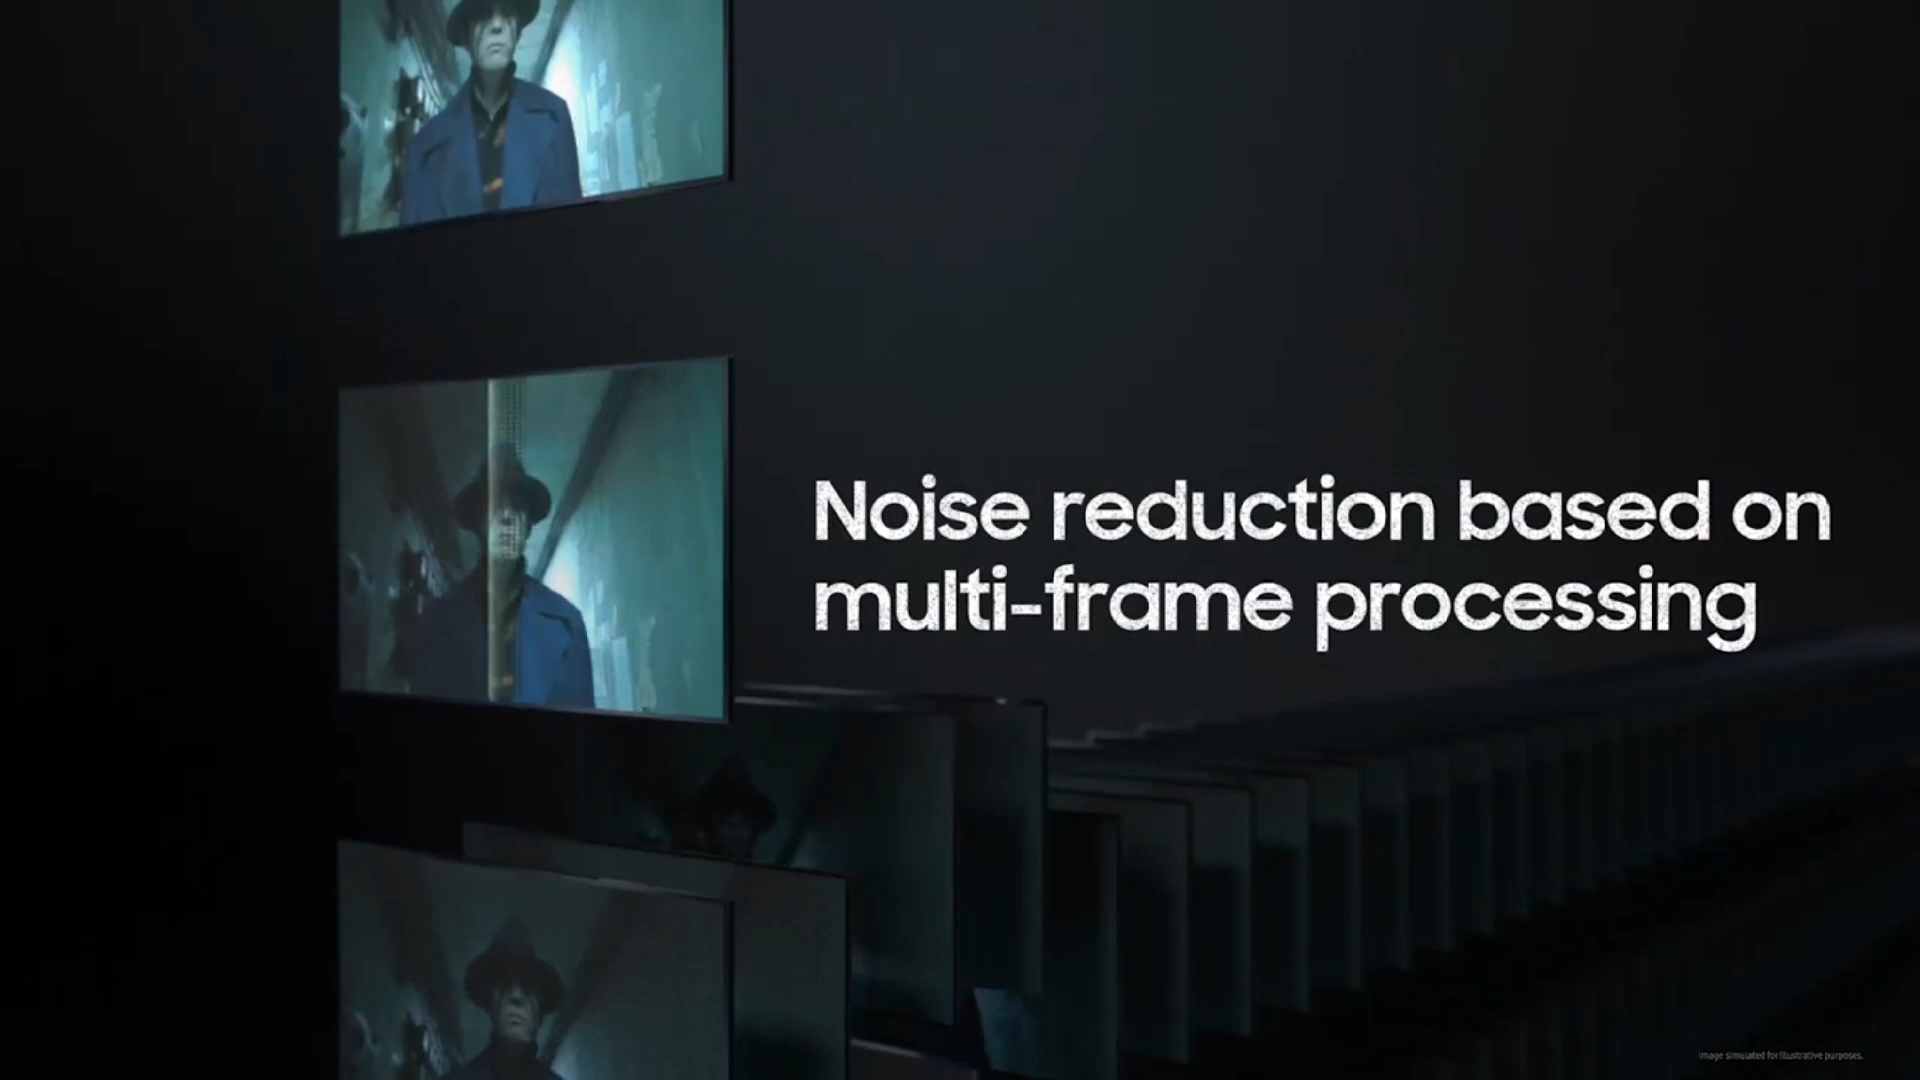 Noise reduction based on
multi-frame processing
Image simulated for illustrative purposes.